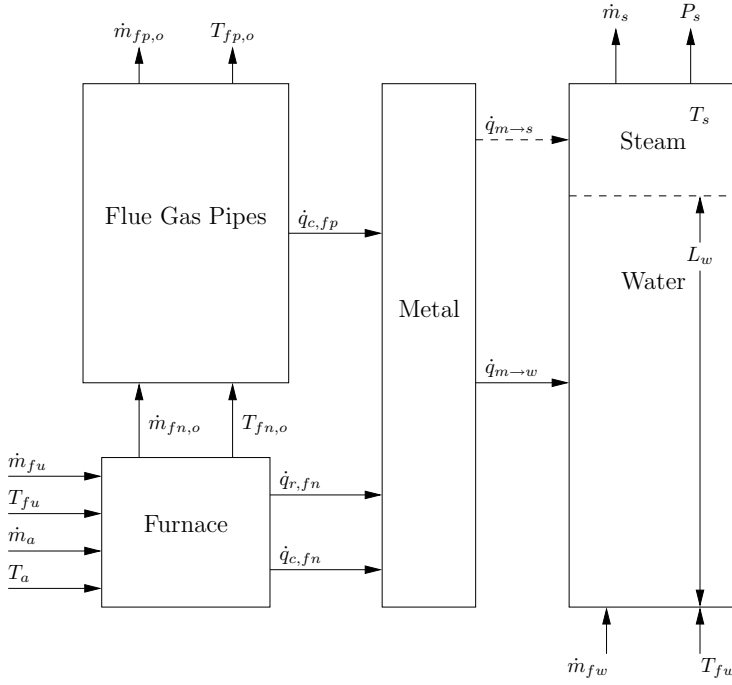 ṁ_{fp,o}
T_{fp,o}
ṁ_s
P_s
q̇_{m→s}
T_s
Steam
Flue Gas Pipes
q̇_{c,fp}
L_w
Water
Metal
q̇_{m→w}
ṁ_{fn,o}
T_{fn,o}
ṁ_{fu}
T_{fu}
ṁ_a
T_a
Furnace
q̇_{r,fn}
q̇_{c,fn}
ṁ_{fw}
T_{fw}